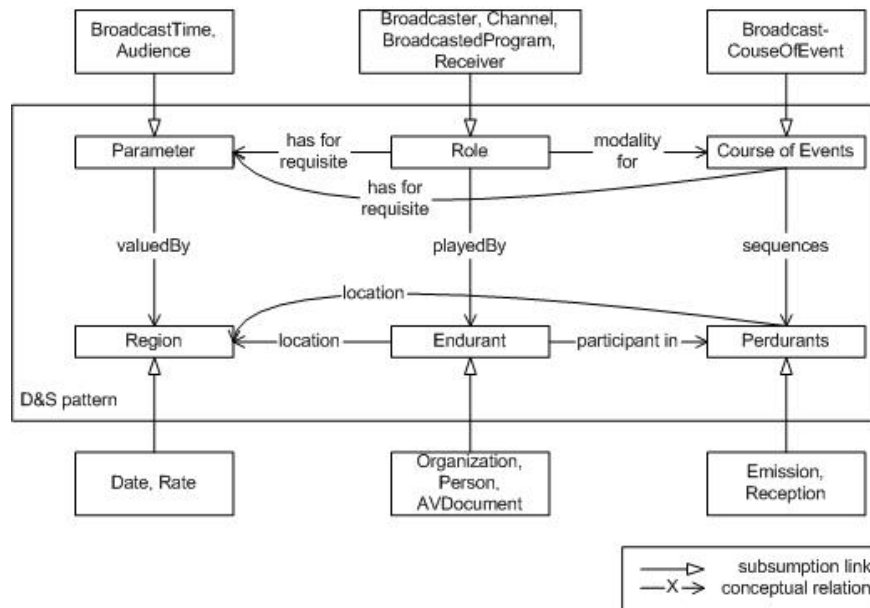 BroadcastTime,
Audience
Broadcaster, Channel,
BroadcastedProgram,
Receiver
Broadcast-
CouseOfEvent
Parameter
has for
requisite
Role
modality
for
Course of Events
has for
requisite
valuedBy
playedBy
sequences
location
Region
location
Endurant
participant in
Perdurants
D&S pattern
Date, Rate
Organization,
Person,
AVDocument
Emission,
Reception
subsumption link
X conceptual relation